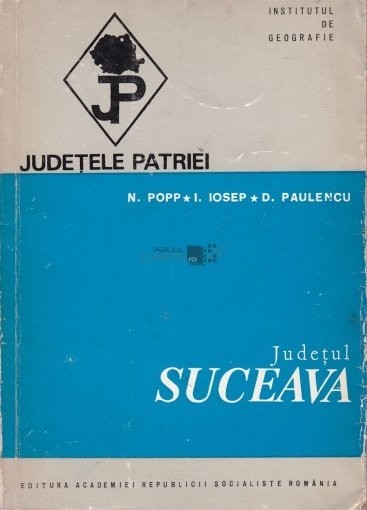 INSTITUTUL
DE
GEOGRAFIE
JP
JUDEȚELE PATRIEI
N. POPP ★ I. IOSEP ★ D. PAULENCU
Județul
SUCEAVA
EDITURA ACADEMIEI REPUBLICII SOCIALISTE ROMÂNIA